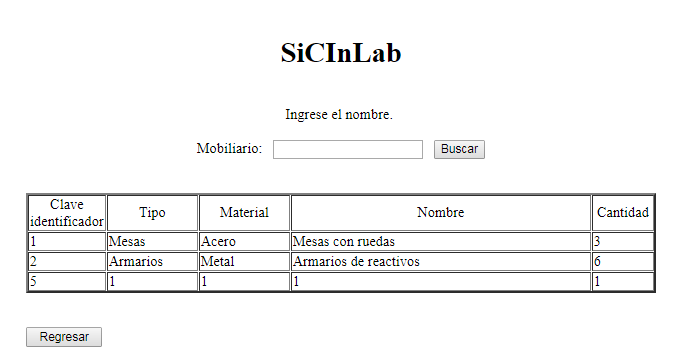 SiCInLab
Ingrese el nombre.
Mobiliario: Buscar
Clave identificador Tipo Material Nombre Cantidad
1 Mesas Acero Mesas con ruedas 3
2 Armarios Metal Armarios de reactivos 6
5 1 1 1 1
Regresar